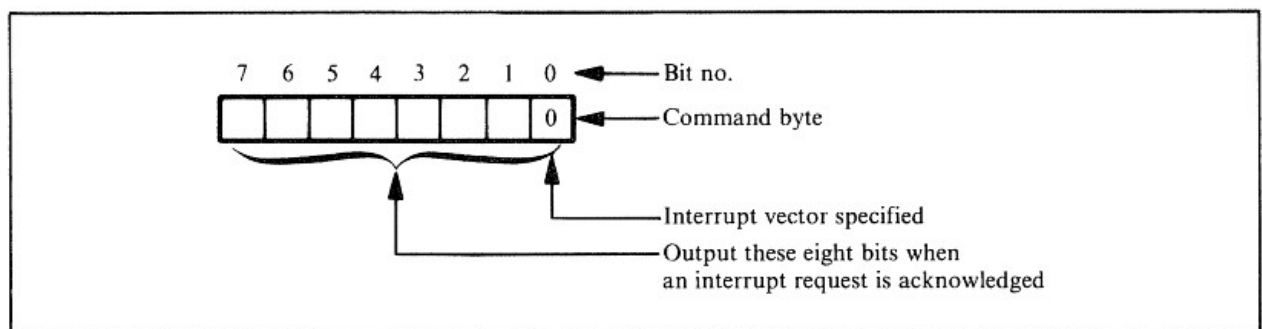 7 6 5 4 3 2 1 0 Bit no.
0 Command byte
Interrupt vector specified
Output these eight bits when
an interrupt request is acknowledged